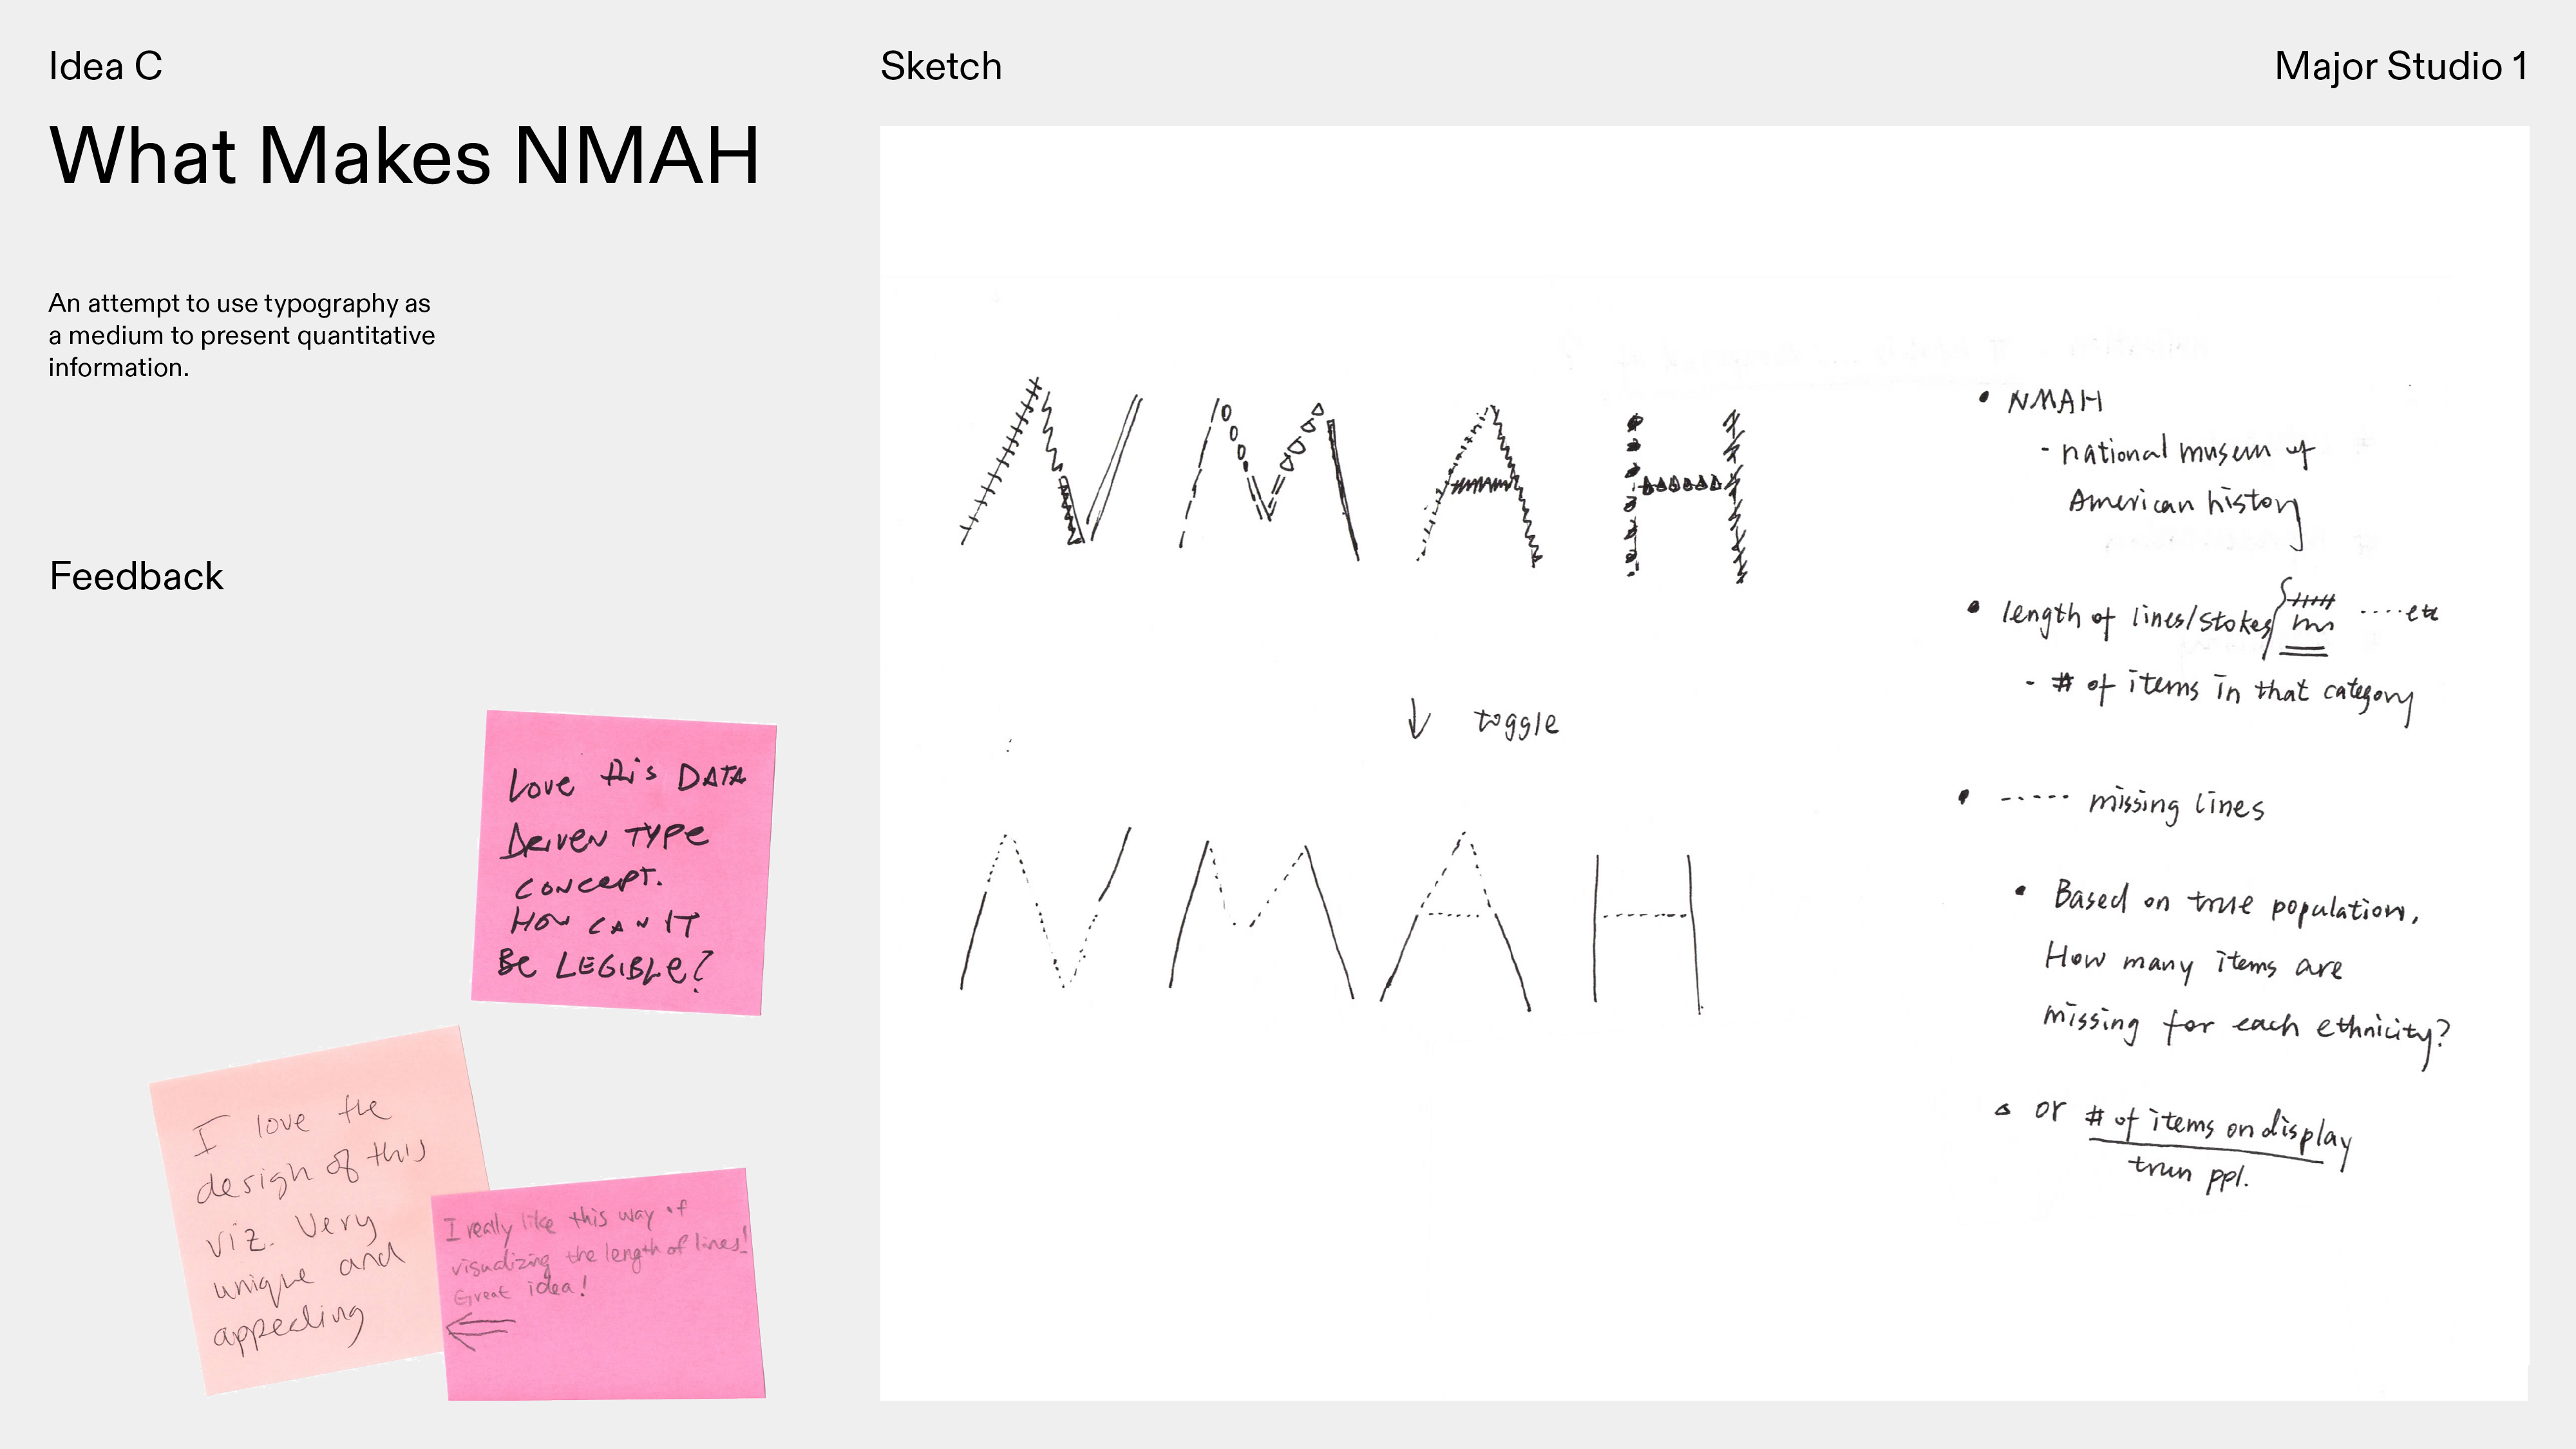 Idea C
What Makes NMAH
An attempt to use typography as
a medium to present quantitative
information.
Feedback
Love this DATA
DRIVEN TYPE
CONCEPT.
HOW CAN IT
BE LEGIBLE?
I love the
design of this
viz. Very
unique and
appealing
I really like this way of
visualizing the length of lines!
Great idea!
Sketch
Major Studio 1
NMAH
↓ toggle
NMAH
• NMAH
- national museum of
American history
• length of lines/stokes ....etc
- # of items in that category
• ----- missing lines
• Based on true population,
How many items are
missing for each ethnicity?
or # of items on display
ppl.